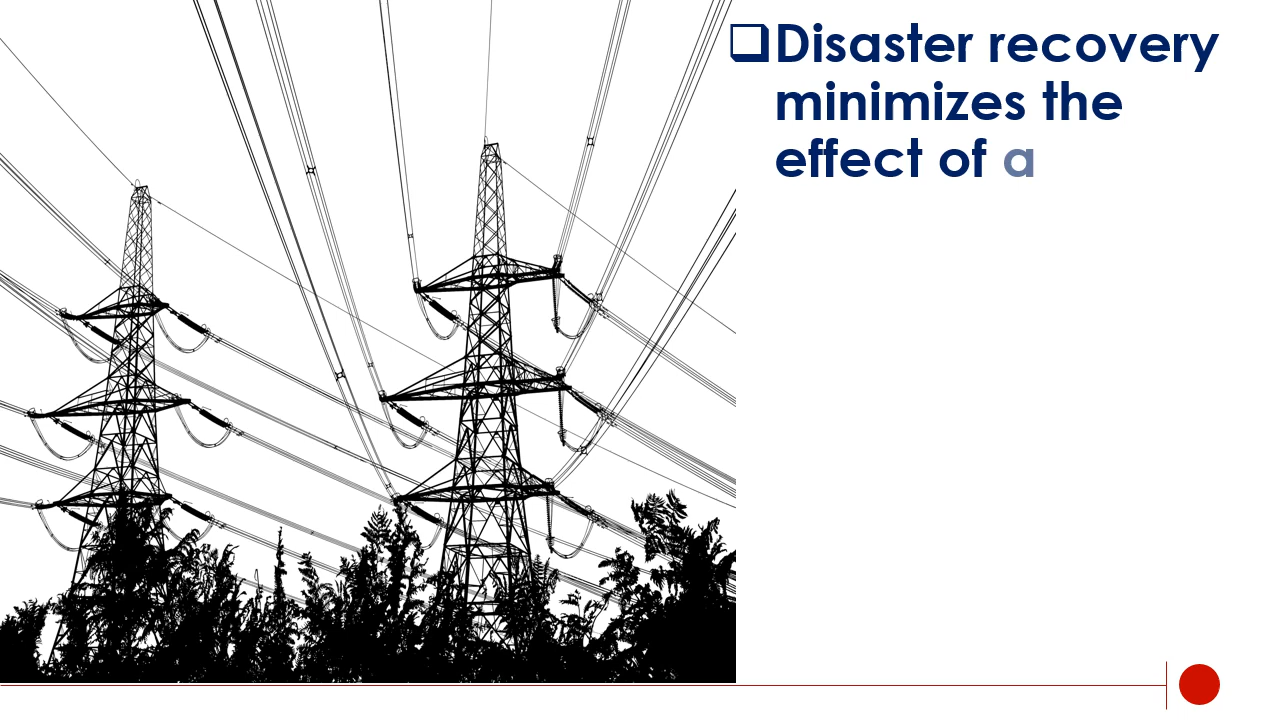 Disaster recovery
minimizes the
effect of a